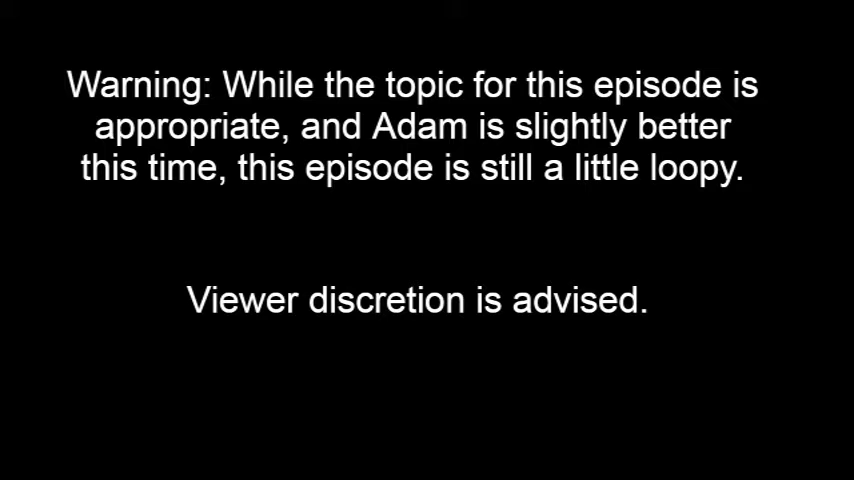 Warning: While the topic for this episode is
appropriate, and Adam is slightly better
this time, this episode is still a little loopy.
Viewer discretion is advised.